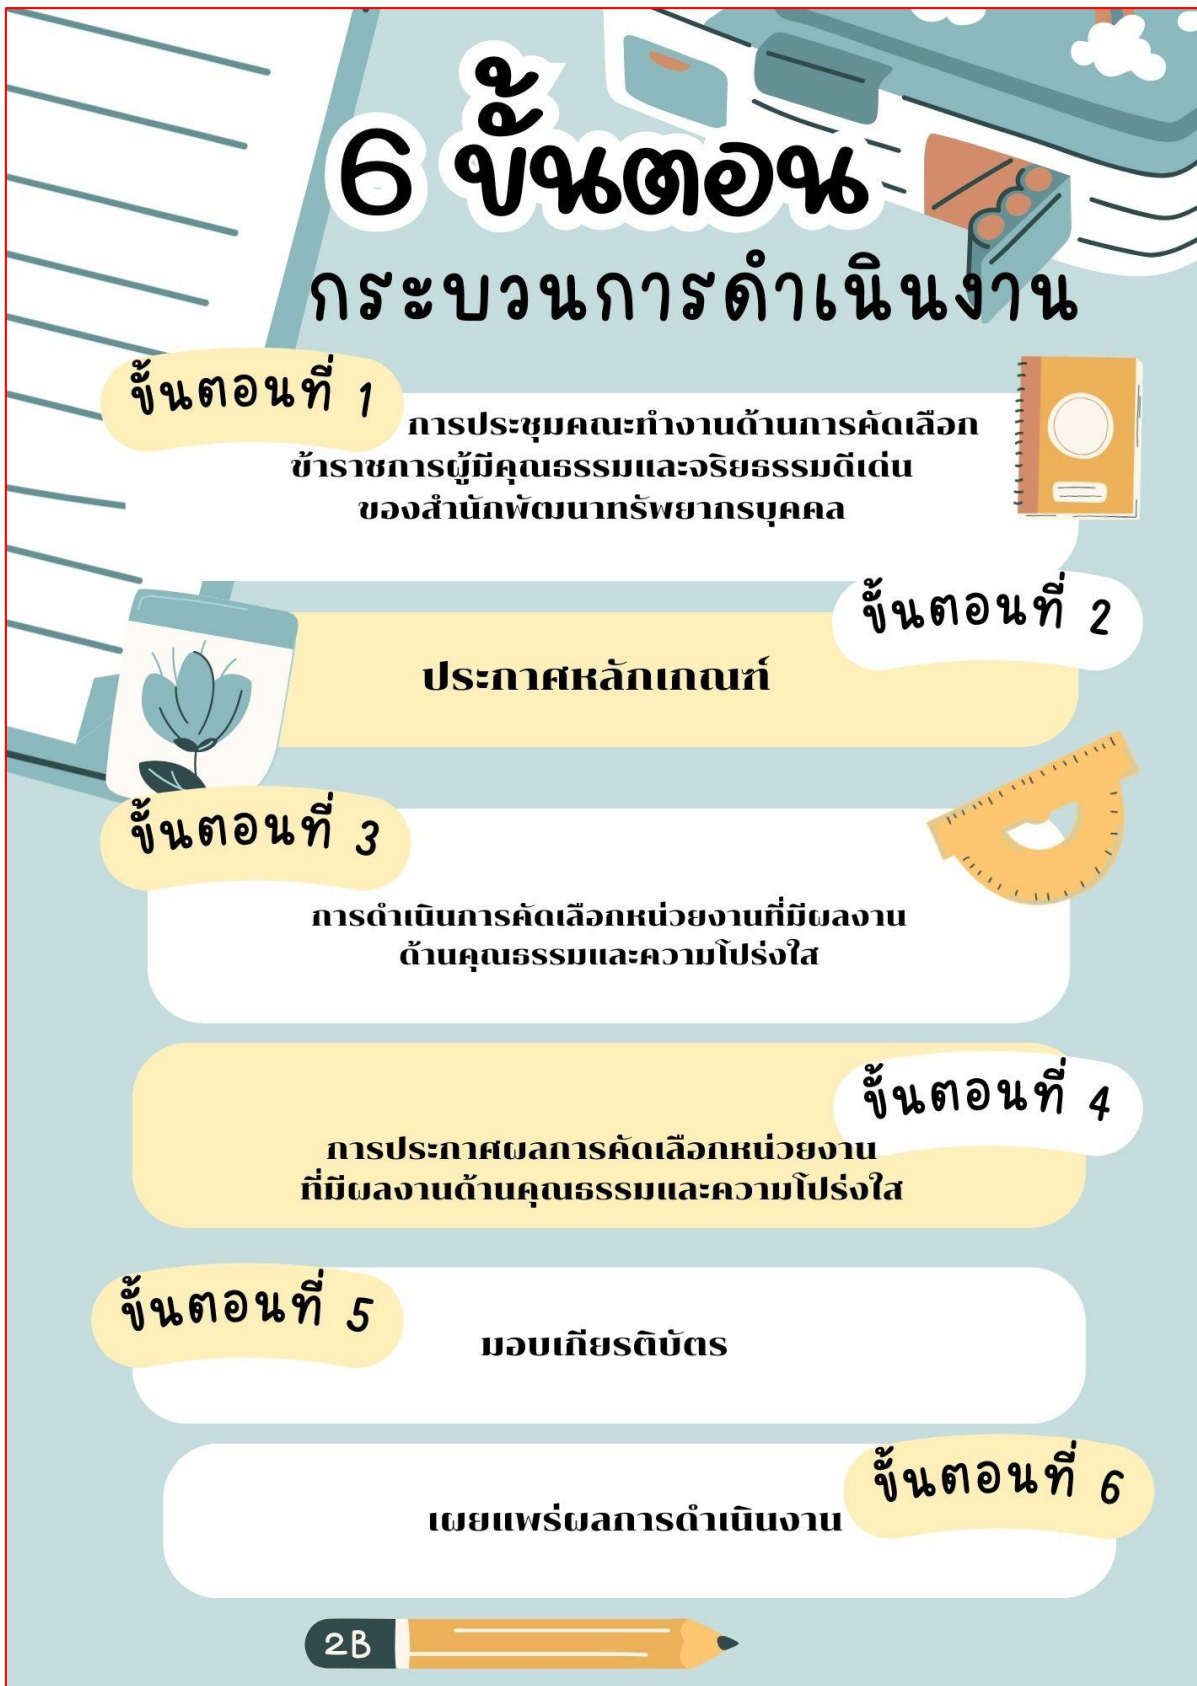 6 ขั้นตอน
กระบวนการดำเนินงาน
ขั้นตอนที่ 1
การประชุมคณะทำงานด้านการคัดเลือก
ข้าราชการผู้มีคุณธรรมและจริยธรรมดีเด่น
ของสำนักพัฒนาทรัพยากรบุคคล
ขั้นตอนที่ 2
ประกาศหลักเกณฑ์
ขั้นตอนที่ 3
การดำเนินการคัดเลือกหน่วยงานที่มีผลงาน
ด้านคุณธรรมและความโปร่งใส
ขั้นตอนที่ 4
การประกาศผลการคัดเลือกหน่วยงาน
ที่มีผลงานด้านคุณธรรมและความโปร่งใส
ขั้นตอนที่ 5
มอบเกียรติบัตร
ขั้นตอนที่ 6
เผยแพร่ผลการดำเนินงาน
2B